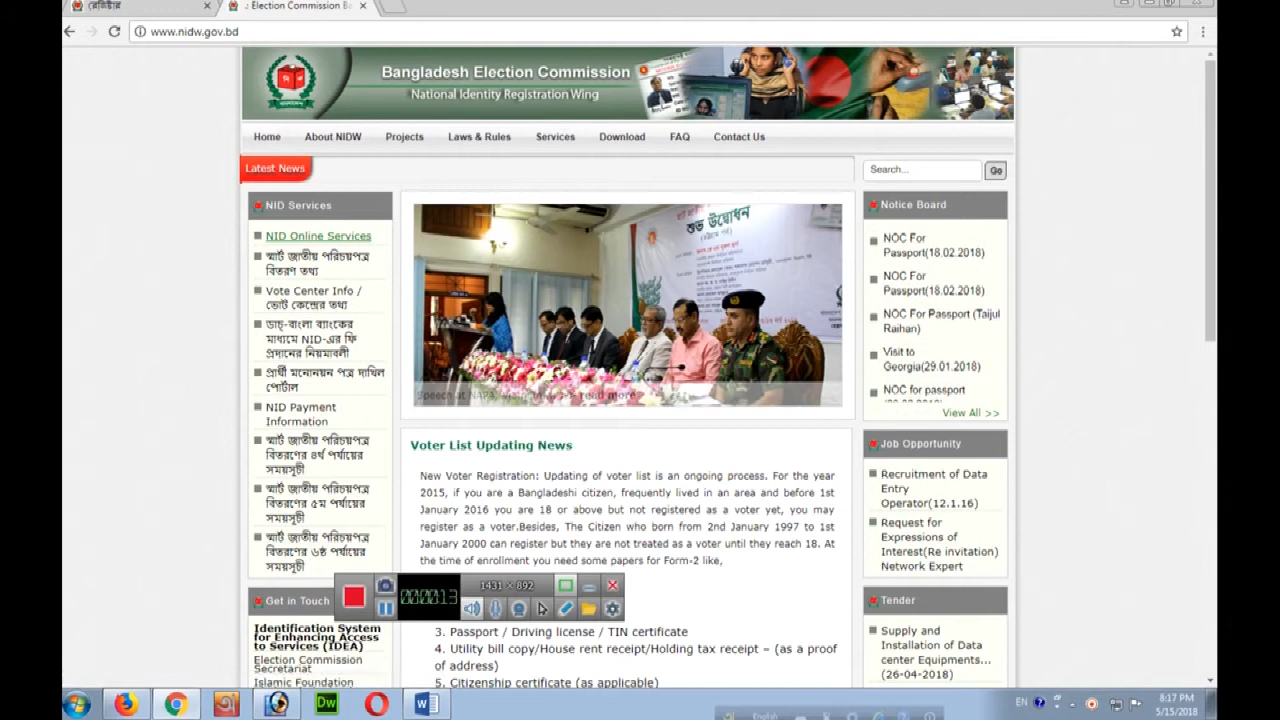 রেজিষ্টার
.: Election Commission Ba
www.nidw.gov.bd
Bangladesh Election Commission
National Identity Registration Wing
Home About NIDW Projects Laws & Rules Services Download FAQ Contact Us
Latest News
Search...
Go
NID Services
NID Online Services
স্মার্ট জাতীয় পরিচয়পত্র
বিতরণ তথ্য
Vote Center Info /
ভোট কেন্দ্রের তথ্য
ডাচ্-বাংলা ব্যাংকের
মাধ্যমে NID-এর ফি
প্রদানের নিয়মাবলী
প্রার্থী মনোনয়ন পত্র দাখিল
পোর্টাল
NID Payment
Information
স্মার্ট জাতীয় পরিচয়পত্র
বিতরণের ৪র্থ পর্যায়ের
সময়সূচী
স্মার্ট জাতীয় পরিচয়পত্র
বিতরণের ৫ম পর্যায়ের
সময়সূচী
স্মার্ট জাতীয় পরিচয়পত্র
বিতরণের ৬ষ্ঠ পর্যায়ের
সময়সূচী
Get in Touch
Identification System
for Enhancing Access
to Services (IDEA)
Election Commission
Secretariat
Islamic Foundation
শুভ উদ্বোধন
Speech at NAPA read more
Voter List Updating News
New Voter Registration: Updating of voter list is an ongoing process. For the year
2015, if you are a Bangladeshi citizen, frequently lived in an area and before 1st
January 2016 you are 18 or above but not registered as a voter yet, you may
register as a voter.Besides, The Citizen who born from 2nd January 1997 to 1st
January 2000 can register but they are not treated as a voter until they reach 18. At
the time of enrollment you need some papers for Form-2 like,
1431 × 892
000013
3. Passport / Driving license / TIN certificate
4. Utility bill copy/House rent receipt/Holding tax receipt – (as a proof
of address)
5. Citizenship certificate (as applicable)
Notice Board
NOC For
Passport(18.02.2018)
NOC For
Passport(18.02.2018)
NOC For Passport (Taijul
Raihan)
Visit to
Georgia(29.01.2018)
NOC for passport
View All >>
Job Opportunity
Recruitment of Data
Entry
Operator(12.1.16)
Request for
Expressions of
Interest(Re invitation)
Network Expert
Tender
Supply and
Installation of Data
center Equipments...
(26-04-2018)
Dw
English
EN
8:17 PM
5/15/2018